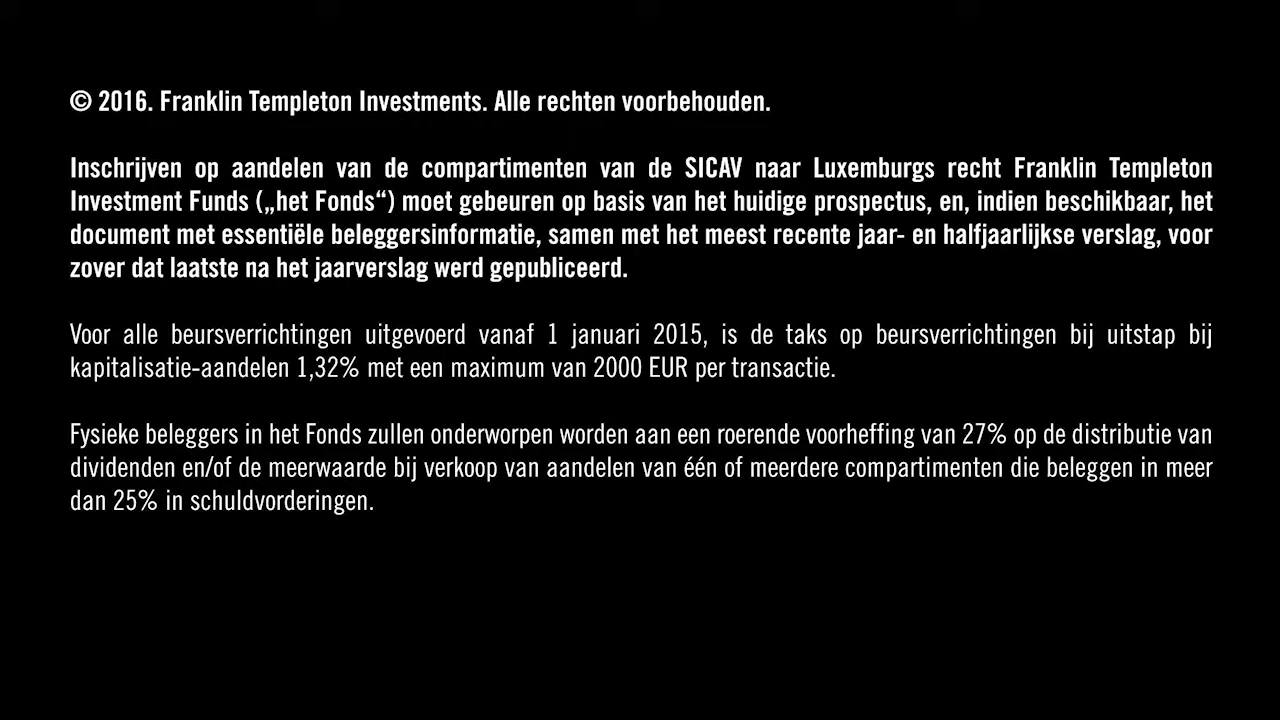 © 2016. Franklin Templeton Investments. Alle rechten voorbehouden.
Inschrijven op aandelen van de compartimenten van de SICAV naar Luxemburgs recht Franklin Templeton
Investment Funds („het Fonds“) moet gebeuren op basis van het huidige prospectus, en, indien beschikbaar, het
document met essentiële beleggersinformatie, samen met het meest recente jaar- en halfjaarlijkse verslag, voor
zover dat laatste na het jaarverslag werd gepubliceerd.
Voor alle beursverrichtingen uitgevoerd vanaf 1 januari 2015, is de taks op beursverrichtingen bij uitstap bij
kapitalisatie-aandelen 1,32% met een maximum van 2000 EUR per transactie.
Fysieke beleggers in het Fonds zullen onderworpen worden aan een roerende voorheffing van 27% op de distributie van
dividenden en/of de meerwaarde bij verkoop van aandelen van één of meerdere compartimenten die beleggen in meer
dan 25% in schuldvorderingen.